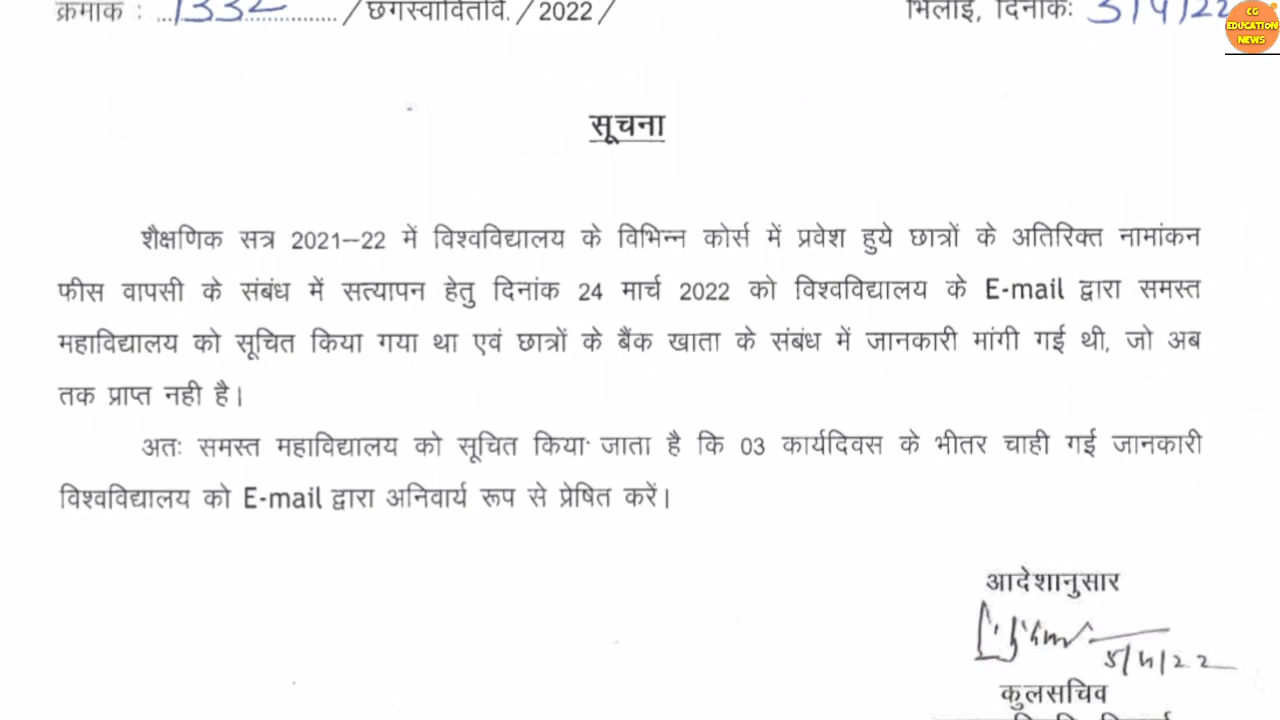 क्रमांक : ...1332.................. /छगस्वावितवि./2022/
भिलाई, दिनांकः 5/4/22
CG
EDUCATION
NEWS
सूचना
शैक्षणिक सत्र 2021–22 में विश्वविद्यालय के विभिन्न कोर्स में प्रवेश हुये छात्रों के अतिरिक्त नामांकन
फीस वापसी के संबंध में सत्यापन हेतु दिनांक 24 मार्च 2022 को विश्वविद्यालय के E-mail द्वारा समस्त
महाविद्यालय को सूचित किया गया था एवं छात्रों के बैंक खाता के संबंध में जानकारी मांगी गई थी, जो अब
तक प्राप्त नही है।
अतः समस्त महाविद्यालय को सूचित किया जाता है कि 03 कार्यदिवस के भीतर चाही गई जानकारी
विश्वविद्यालय को E-mail द्वारा अनिवार्य रूप से प्रेषित करें।
आदेशानुसार
5/4/22
कुलसचिव